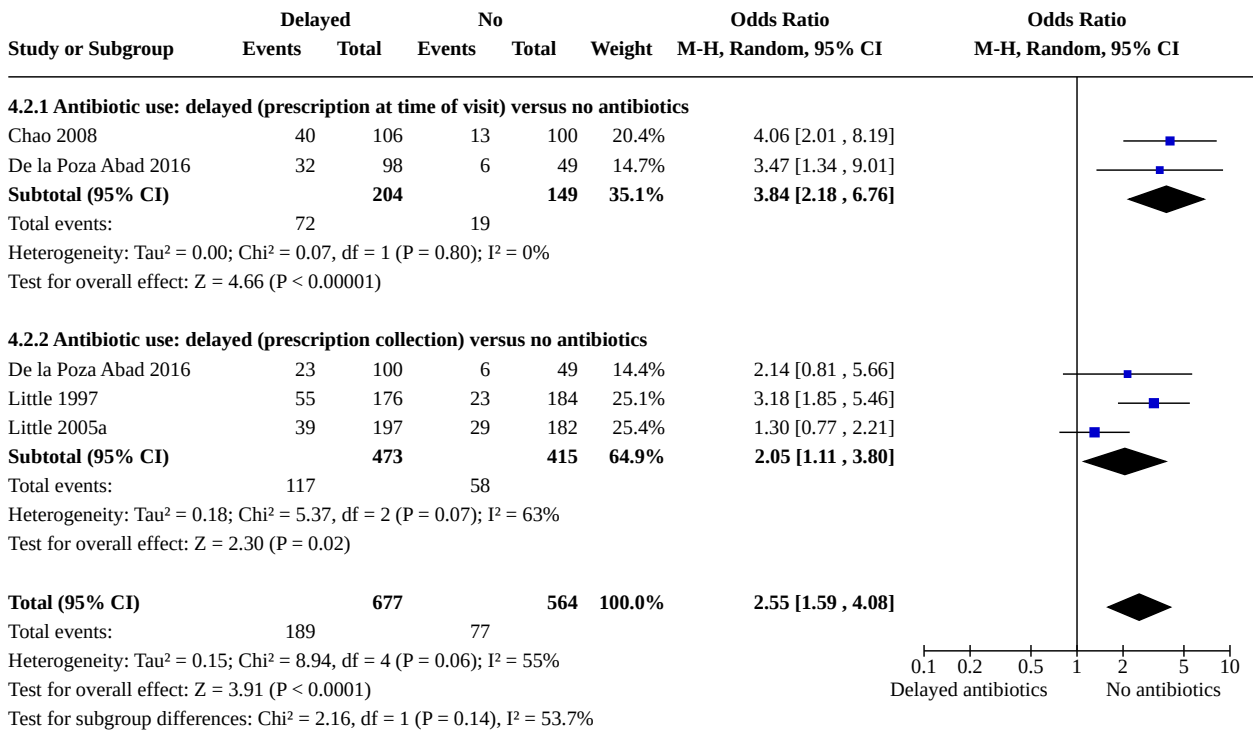 Delayed No Odds Ratio Odds Ratio
Study or Subgroup Events Total Events Total Weight M-H, Random, 95% CI M-H, Random, 95% CI
4.2.1 Antibiotic use: delayed (prescription at time of visit) versus no antibiotics
Chao 2008 40 106 13 100 20.4% 4.06 [2.01 , 8.19]
De la Poza Abad 2016 32 98 6 49 14.7% 3.47 [1.34 , 9.01]
Subtotal (95% CI) 204 149 35.1% 3.84 [2.18 , 6.76]
Total events: 72 19
Heterogeneity: Tau² = 0.00; Chi² = 0.07, df = 1 (P = 0.80); I² = 0%
Test for overall effect: Z = 4.66 (P < 0.00001)
4.2.2 Antibiotic use: delayed (prescription collection) versus no antibiotics
De la Poza Abad 2016 23 100 6 49 14.4% 2.14 [0.81 , 5.66]
Little 1997 55 176 23 184 25.1% 3.18 [1.85 , 5.46]
Little 2005a 39 197 29 182 25.4% 1.30 [0.77 , 2.21]
Subtotal (95% CI) 473 415 64.9% 2.05 [1.11 , 3.80]
Total events: 117 58
Heterogeneity: Tau² = 0.18; Chi² = 5.37, df = 2 (P = 0.07); I² = 63%
Test for overall effect: Z = 2.30 (P = 0.02)
Total (95% CI) 677 564 100.0% 2.55 [1.59 , 4.08]
Total events: 189 77
Heterogeneity: Tau² = 0.15; Chi² = 8.94, df = 4 (P = 0.06); I² = 55%
Test for overall effect: Z = 3.91 (P < 0.0001)
Test for subgroup differences: Chi² = 2.16, df = 1 (P = 0.14), I² = 53.7%
0.1 0.2 0.5 1 2 5 10
Delayed antibiotics No antibiotics